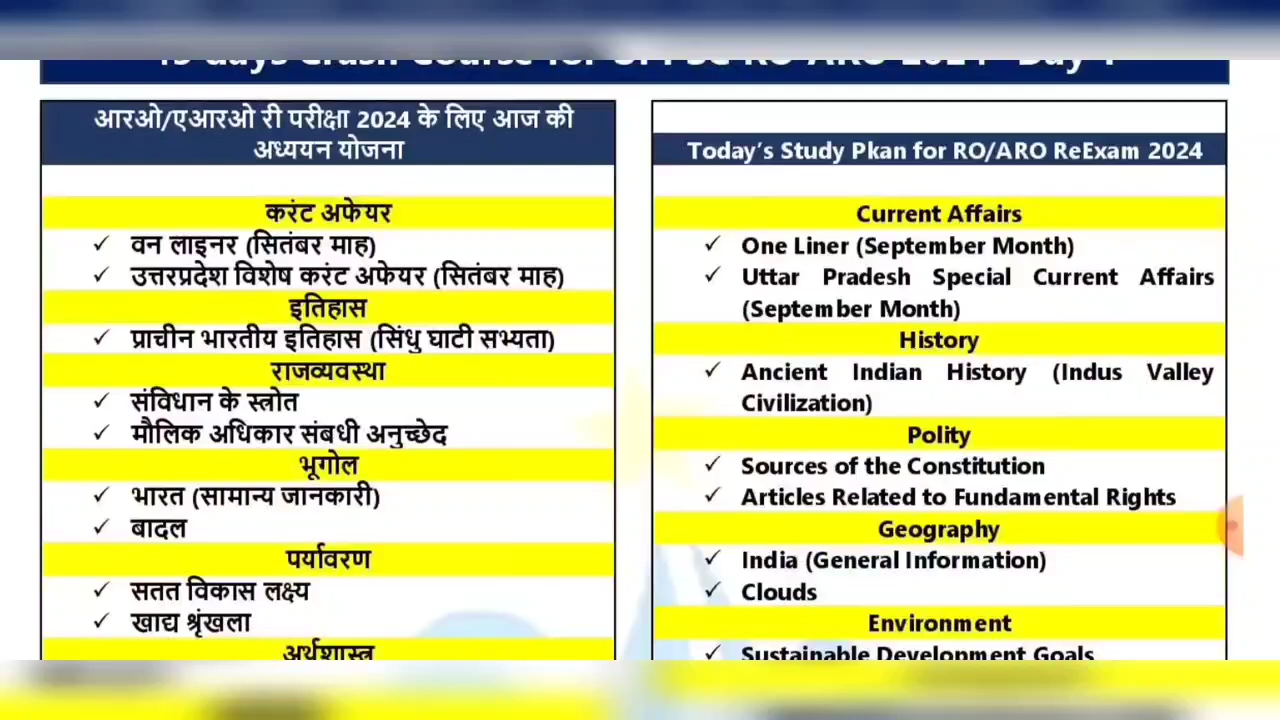 आरओ/एआरओ री परीक्षा 2024 के लिए आज की
अध्ययन योजना
करंट अफेयर
✓ वन लाइनर (सितंबर माह)
✓ उत्तरप्रदेश विशेष करंट अफेयर (सितंबर माह)
इतिहास
✓ प्राचीन भारतीय इतिहास (सिंधु घाटी सभ्यता)
राजव्यवस्था
✓ संविधान के स्त्रोत
✓ मौलिक अधिकार संबधी अनुच्छेद
भूगोल
✓ भारत (सामान्य जानकारी)
✓ बादल
पर्यावरण
✓ सतत विकास लक्ष्य
✓ खाद्य श्रृंखला
अर्थशास्त्र
Today's Study Pkan for RO/ARO ReExam 2024
Current Affairs
✓ One Liner (September Month)
✓ Uttar Pradesh Special Current Affairs
(September Month)
History
✓ Ancient Indian History (Indus Valley
Civilization)
Polity
✓ Sources of the Constitution
✓ Articles Related to Fundamental Rights
Geography
✓ India (General Information)
✓ Clouds
Environment
✓ Sustainable Development Goals